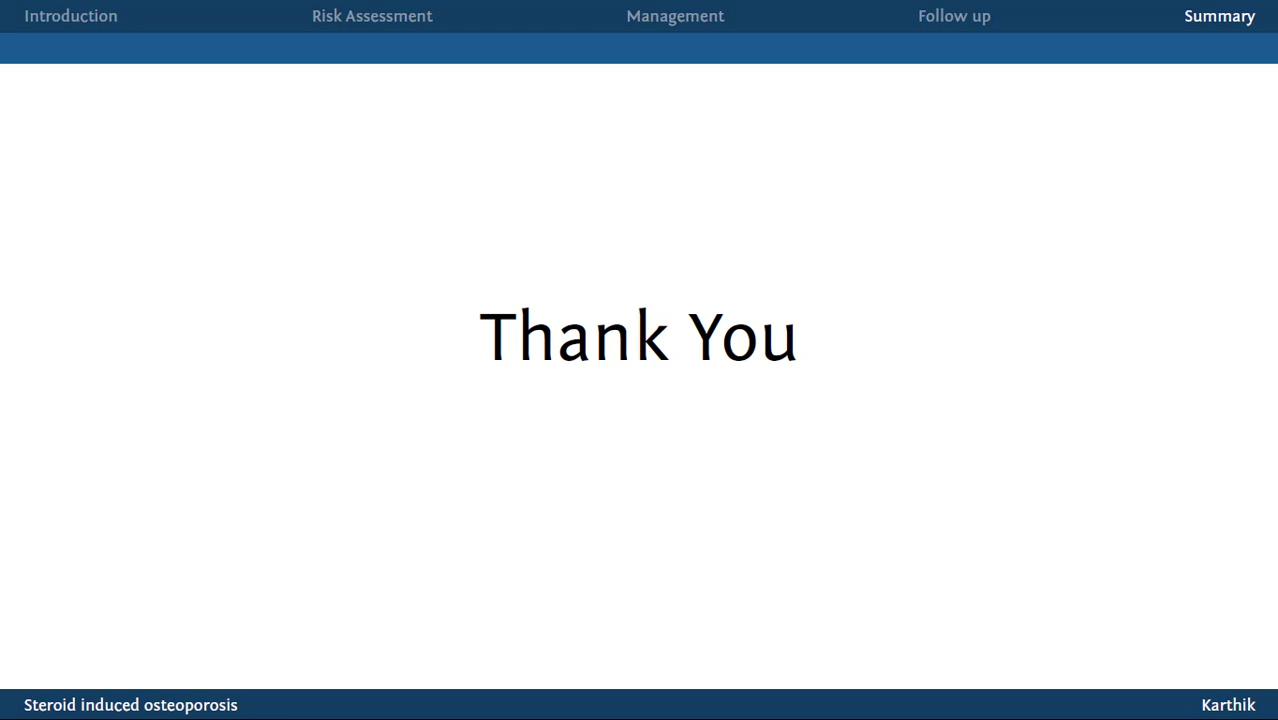 Introduction Risk Assessment Management Follow up Summary
Thank You
Steroid induced osteoporosis Karthik